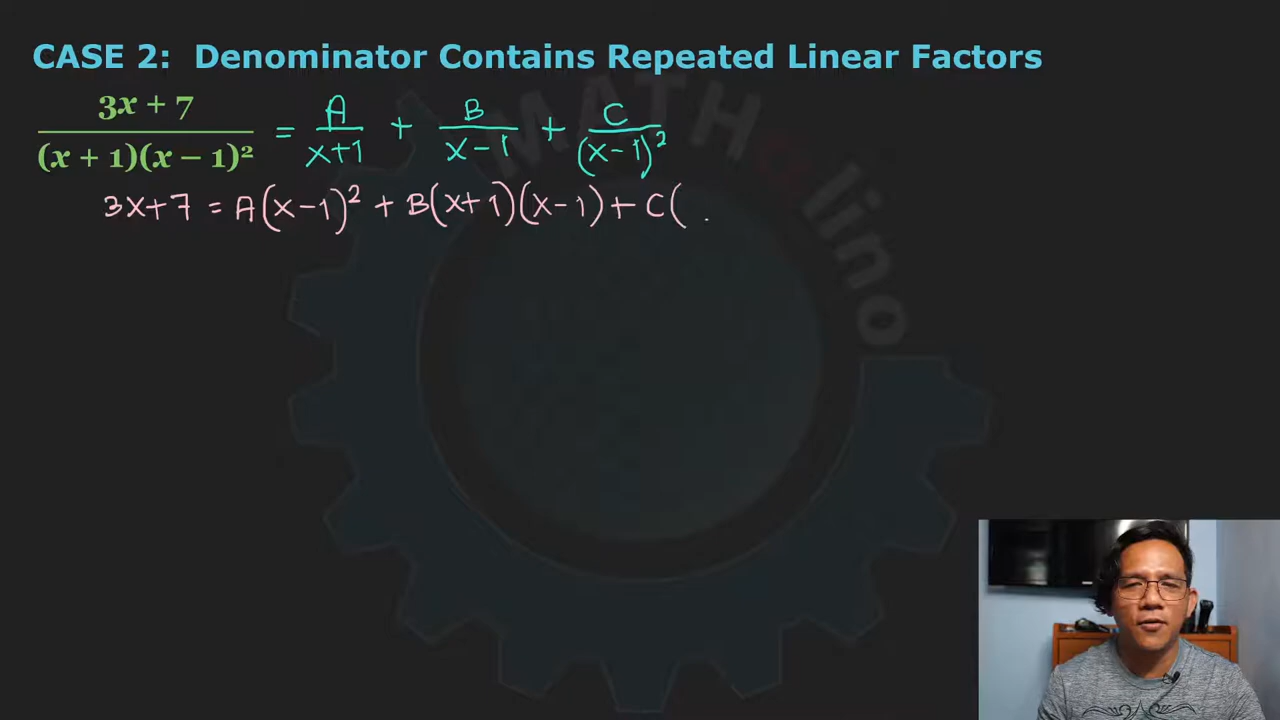 CASE 2: Denominator Contains Repeated Linear Factors
3x + 7 / (x + 1)(x − 1)² = A / x+1 + B / x−1 + C / (x−1)²
3x+7 = A(x−1)² + B(x+1)(x−1) + C(
MATHalino